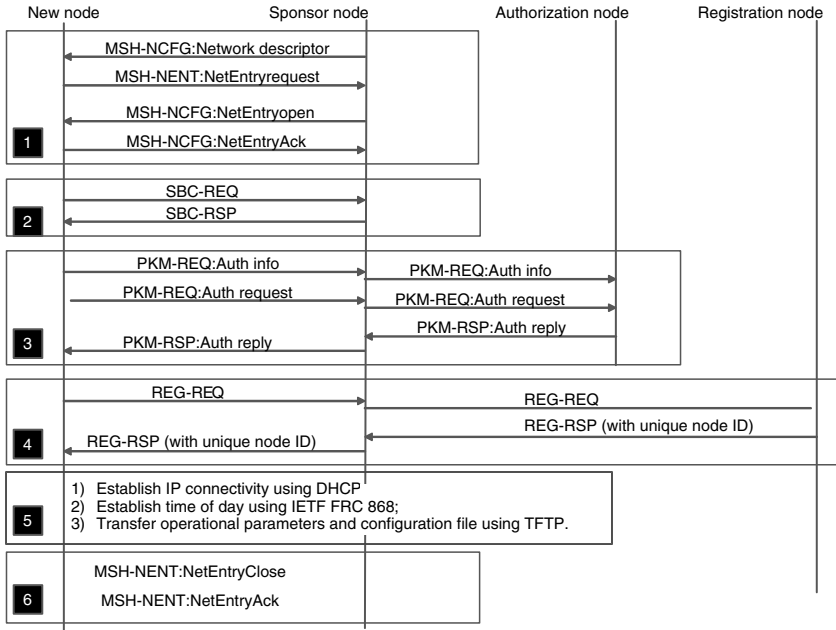 New node Sponsor node Authorization node Registration node
MSH-NCFG:Network descriptor
MSH-NENT:NetEntryrequest
MSH-NCFG:NetEntryopen
1 MSH-NCFG:NetEntryAck
SBC-REQ
2 SBC-RSP
PKM-REQ:Auth info PKM-REQ:Auth info
PKM-REQ:Auth request PKM-REQ:Auth request
PKM-RSP:Auth reply
3 PKM-RSP:Auth reply
REG-REQ REG-REQ
REG-RSP (with unique node ID)
4 REG-RSP (with unique node ID)
1) Establish IP connectivity using DHCP
5 2) Establish time of day using IETF FRC 868;
3) Transfer operational parameters and configuration file using TFTP.
MSH-NENT:NetEntryClose
6 MSH-NENT:NetEntryAck